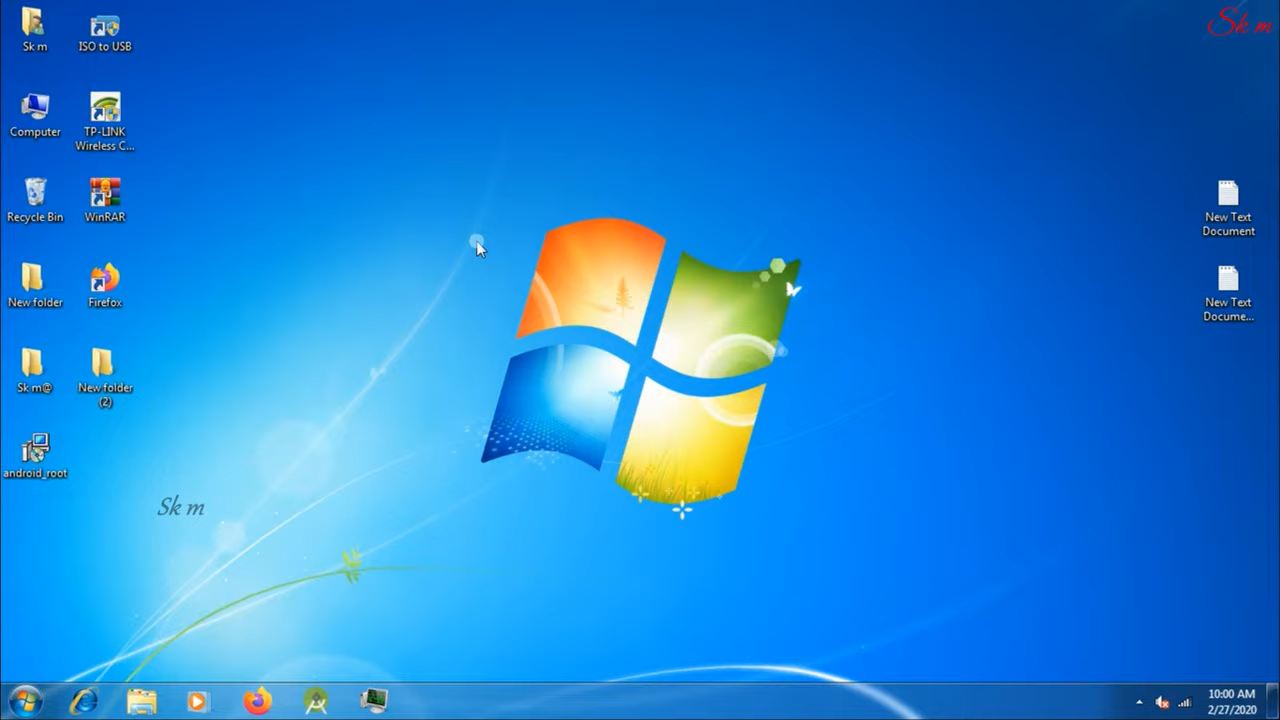 Sk m
ISO to USB
Sk m
Computer
TP-LINK
Wireless C...
Recycle Bin
WinRAR
New Text
Document
New folder
Firefox
New Text
Docume...
Sk m@
New folder
(2)
android_root
Sk m
10:00 AM
2/27/2020